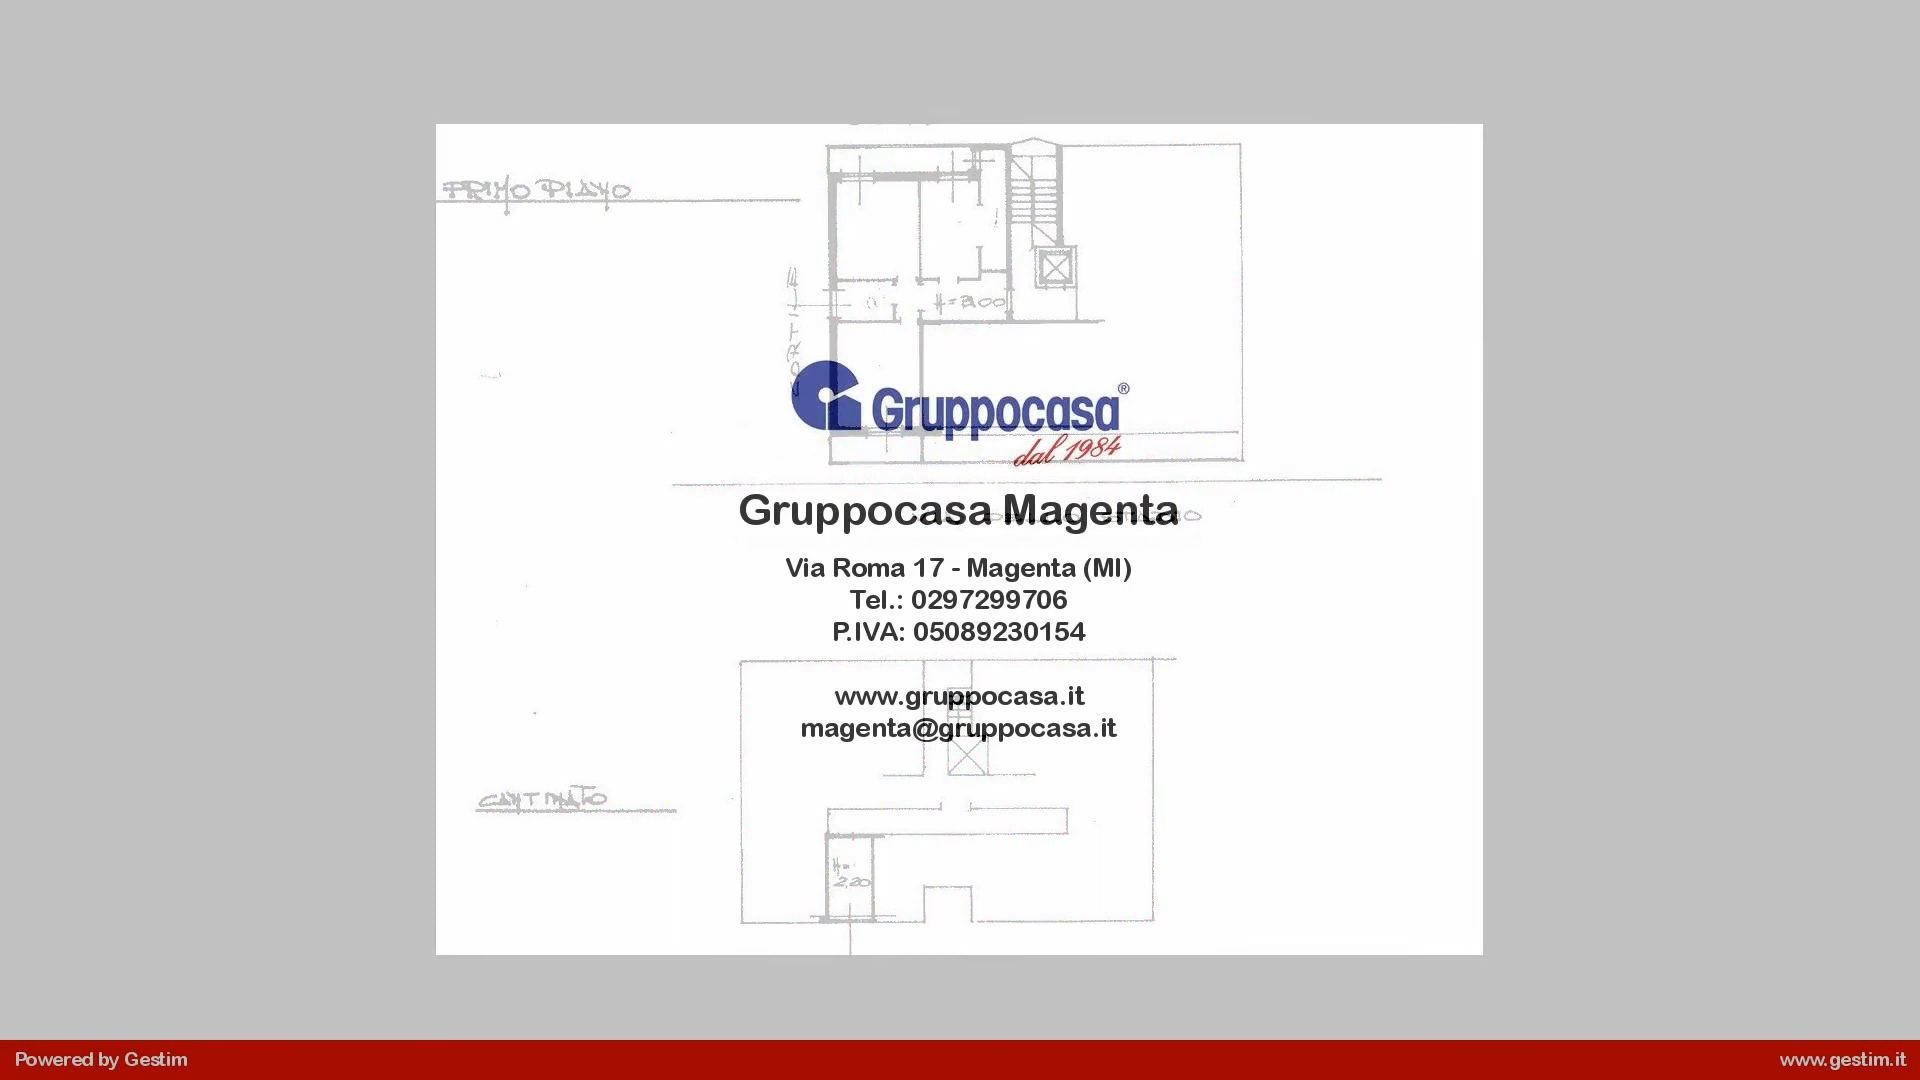 PRIMO PIANO
H=3.00
CORTILE
Gruppocasa®
dal 1984
Gruppocasa Magenta
Via Roma 17 - Magenta (MI)
Tel.: 0297299706
P.IVA: 05089230154
www.gruppocasa.it
magenta@gruppocasa.it
CANTINATO
H=
2,20
Powered by Gestim
www.gestim.it